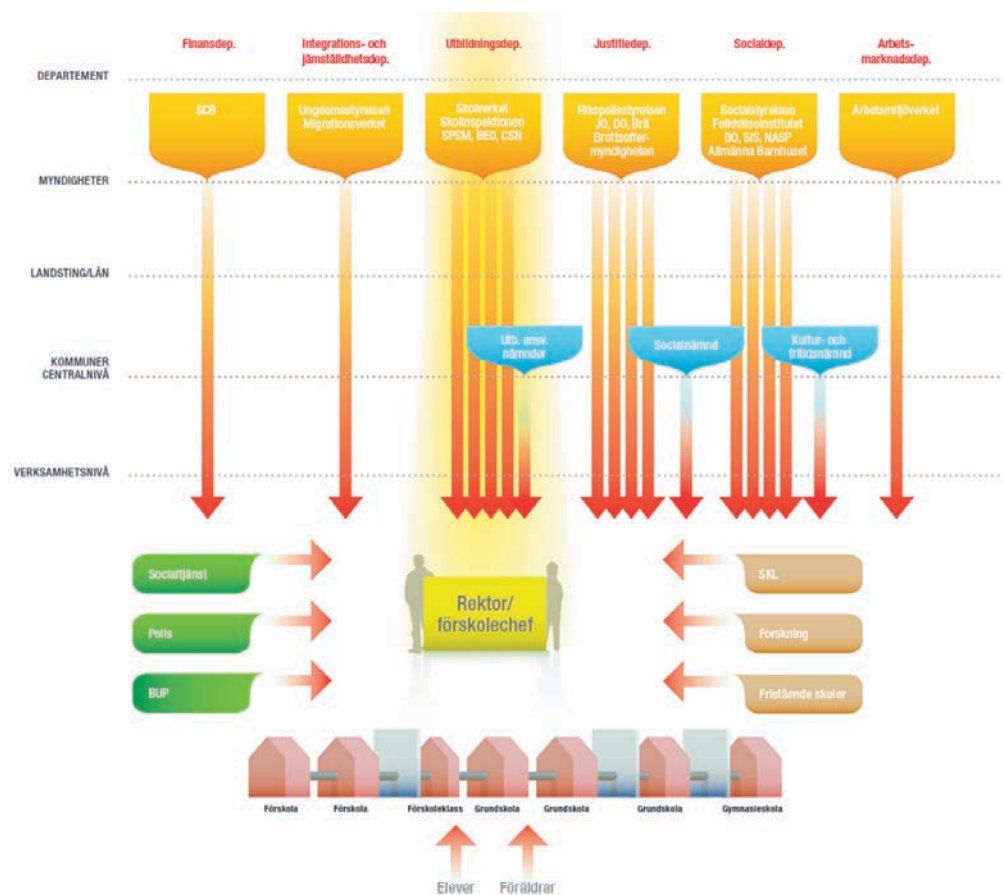 Finansdep.
Integrations- och
jämställdhetsdep.
Utbildningsdep.
Justitiedep.
Socialdep.
Arbets-
marknadsdep.
DEPARTEMENT
SCB
Ungdomsstyrelsen
Migrationsverket
Skolverket
Skolinspektionen
SPSM, BEO, CSN
Rikspolisstyrelsen
JO, DO, Brå
Brottsoffer-
myndigheten
Socialstyrelsen
Folkhälsoinstitutet
BO, SIS, NASP
Allmänna Barnhuset
Arbetsmiljöverket
MYNDIGHETER
LANDSTING/LÄN
Utb. ansv.
nämnder
Socialnämnd
Kultur- och
fritidsnämnd
KOMMUNER
CENTRALNIVÅ
VERKSAMHETSNIVÅ
Socialtjänst
SKL
Rektor/
förskolechef
Polis
Forskning
BUP
Fristående skolor
Förskola
Förskola
Förskoleklass
Grundskola
Grundskola
Grundskola
Gymnasieskola
Elever
Föräldrar